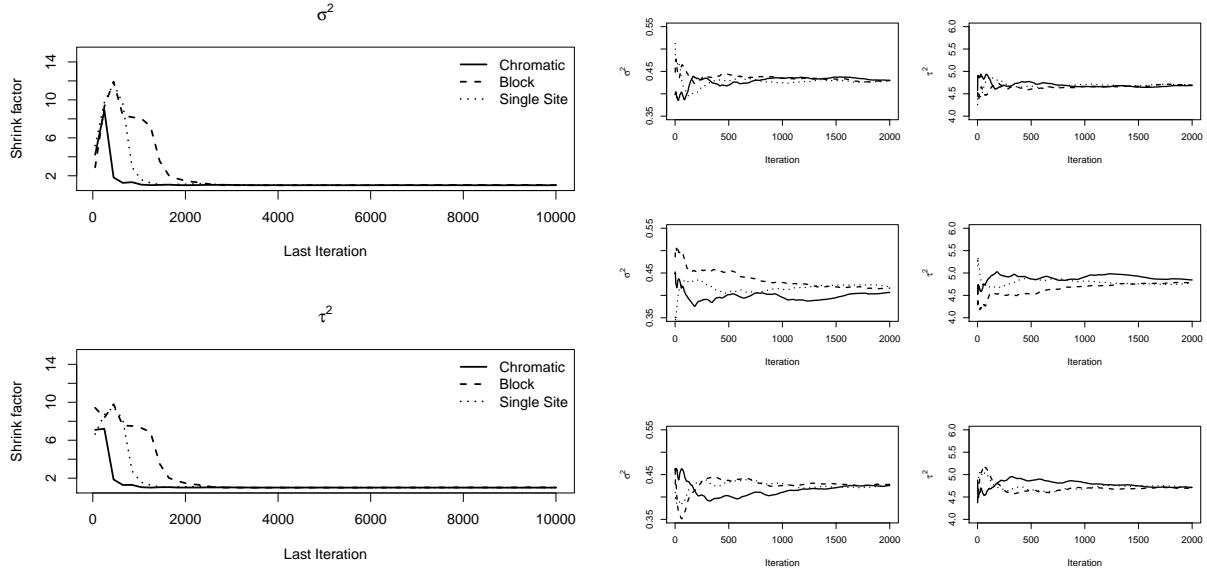 σ²
Shrink factor
2 6 10 14
Chromatic
Block
Single Site
0 2000 4000 6000 8000 10000
Last Iteration
τ²
Shrink factor
2 6 10 14
Chromatic
Block
Single Site
0 2000 4000 6000 8000 10000
Last Iteration
σ²
0.35 0.45 0.55
0 500 1000 1500 2000
Iteration
τ²
4.0 4.5 5.0 5.5 6.0
0 500 1000 1500 2000
Iteration
σ²
0.35 0.45 0.55
0 500 1000 1500 2000
Iteration
τ²
4.0 4.5 5.0 5.5 6.0
0 500 1000 1500 2000
Iteration
σ²
0.35 0.45 0.55
0 500 1000 1500 2000
Iteration
τ²
4.0 4.5 5.0 5.5 6.0
0 500 1000 1500 2000
Iteration